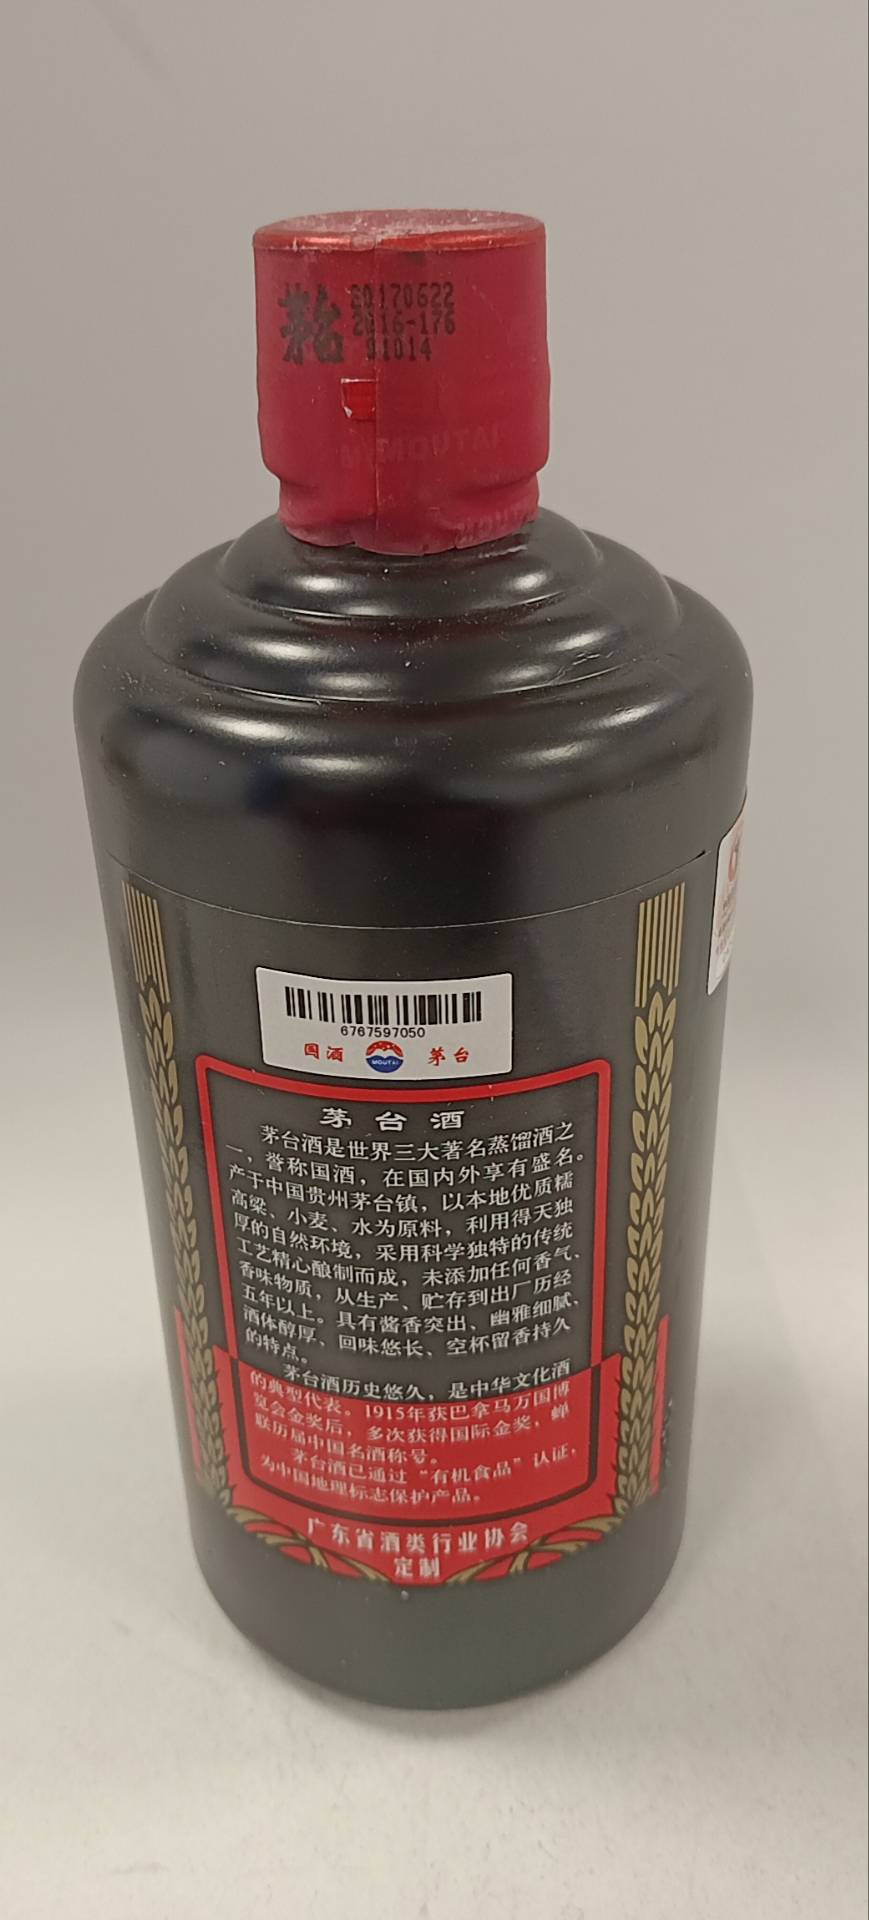 茅台
20170622
2016-176
01014
MOUTAI
6767597050
国酒 MOUTAI 茅台
茅台酒
茅台酒是世界三大著名蒸馏酒之
一，誉称国酒，在国内外享有盛名。
产于中国贵州茅台镇，以本地优质糯
高粱、小麦、水为原料，利用得天独
厚的自然环境，采用科学独特的传统
工艺精心酿制而成，未添加任何香气、
香味物质，从生产、贮存到出厂历经
五年以上。具有酱香突出、幽雅细腻、
酒体醇厚、回味悠长、空杯留香持久
的特点。
茅台酒历史悠久，是中华文化酒
的典型代表。1915年获巴拿马万国博
览会金奖后，多次获得国际金奖，蝉
联历届中国名酒称号。
茅台酒已通过“有机食品”认证，
为中国地理标志保护产品。
广东省酒类行业协会
定制